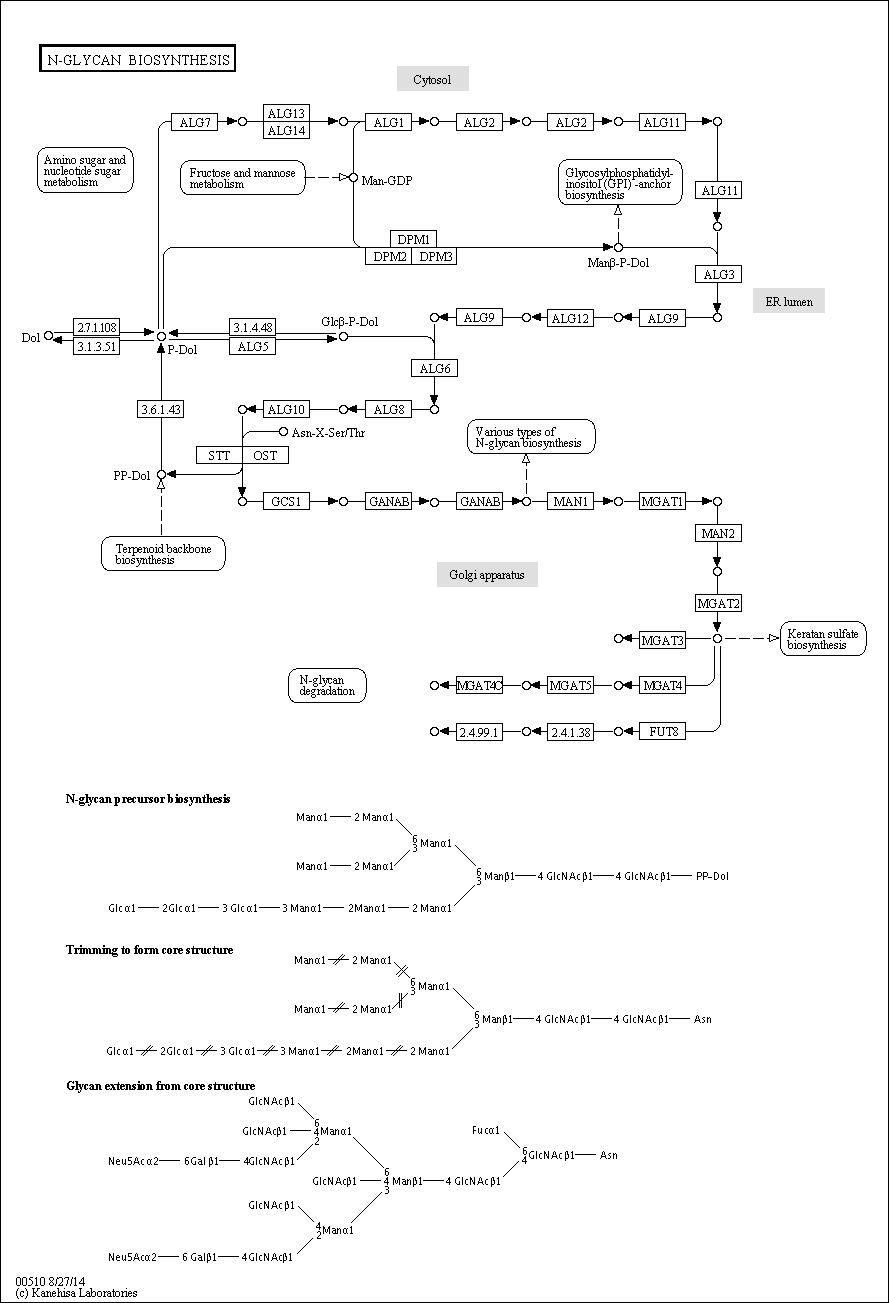 N-GLYCAN BIOSYNTHESIS
Cytosol
ALG7
ALG13
ALG14
ALG1
ALG2
ALG2
ALG11
Amino sugar and
nucleotide sugar
metabolism
Fructose and mannose
metabolism
Man-GDP
Glycosylphosphatidyl-
inositol (GPI) -anchor
biosynthesis
ALG11
DPM1
DPM2
DPM3
Manβ-P-Dol
ALG3
ER lumen
Dol
2.7.1.108
3.1.3.51
P-Dol
3.1.4.48
ALG5
Glcβ-P-Dol
ALG9
ALG12
ALG9
ALG6
3.6.1.43
ALG10
ALG8
Asn-X-Ser/Thr
STT
OST
Various types of
N-glycan biosynthesis
PP-Dol
GCS1
GANAB
GANAB
MAN1
MGAT1
MAN2
Terpenoid backbone
biosynthesis
Golgi apparatus
MGAT2
MGAT3
Keratan sulfate
biosynthesis
N-glycan
degradation
MGAT4C
MGAT5
MGAT4
2.4.99.1
2.4.1.38
FUT8
N-glycan precursor biosynthesis
Manα1 2 Manα1
6
3 Manα1
Manα1 2 Manα1
6
3 Manβ1 4 GlcNAcβ1 4 GlcNAcβ1 PP-Dol
Glcα1 2Glcα1 3 Glcα1 3 Manα1 2Manα1 2 Manα1
Trimming to form core structure
Manα1 2 Manα1
6
3 Manα1
Manα1 2 Manα1
6
3 Manβ1 4 GlcNAcβ1 4 GlcNAcβ1 Asn
Glcα1 2Glcα1 3 Glcα1 3 Manα1 2Manα1 2 Manα1
Glycan extension from core structure
GlcNAcβ1
6
GlcNAcβ1 4Manα1
2
Neu5Acα2 6Galβ1 4GlcNAcβ1
Fucα1
6
4 GlcNAcβ1 Asn
6
GlcNAcβ1 4 Manβ1 4 GlcNAcβ1
3
GlcNAcβ1
4
2 Manα1
Neu5Acα2 6 Galβ1 4GlcNAcβ1
00510 8/27/14
(c) Kanehisa Laboratories